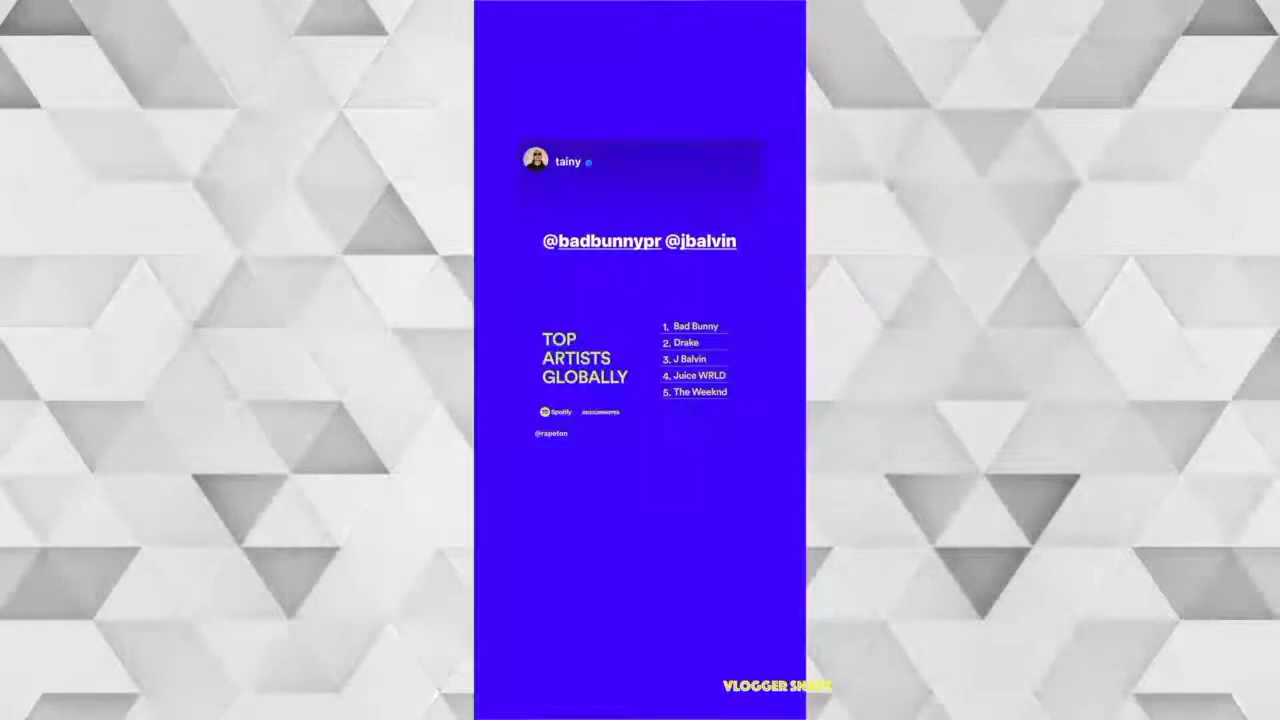 tainy
@badbunnypr @jbalvin
TOP
ARTISTS
GLOBALLY
1. Bad Bunny
2. Drake
3. J Balvin
4. Juice WRLD
5. The Weeknd
Spotify
@rapeton
VLOGGER